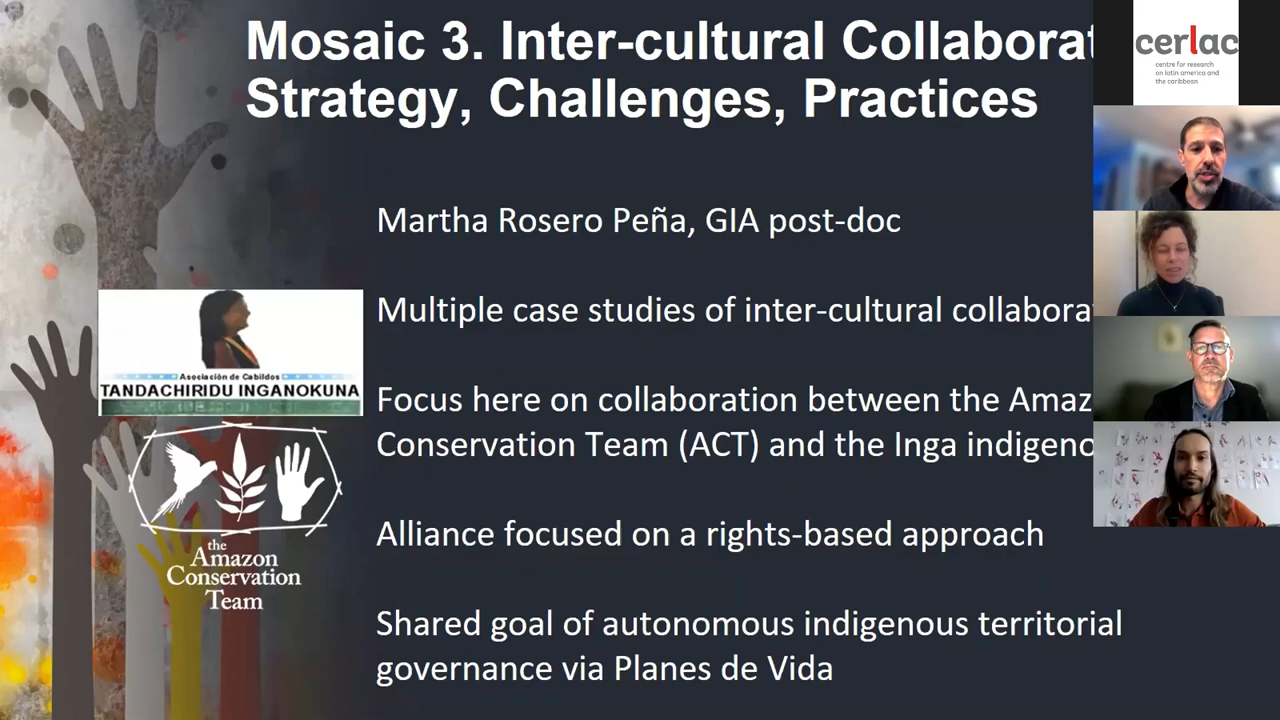 Mosaic 3. Inter-cultural Collaborat
Strategy, Challenges, Practices
Martha Rosero Peña, GIA post-doc
Multiple case studies of inter-cultural collabora
Focus here on collaboration between the Amaz
Conservation Team (ACT) and the Inga indigeno
Alliance focused on a rights-based approach
Shared goal of autonomous indigenous territorial
governance via Planes de Vida
Asociación de Cabildos
TANDACHIRIDU INGANOKUNA
the
Amazon
Conservation
Team
cerlac
centre for research
on latin america and
the caribbean